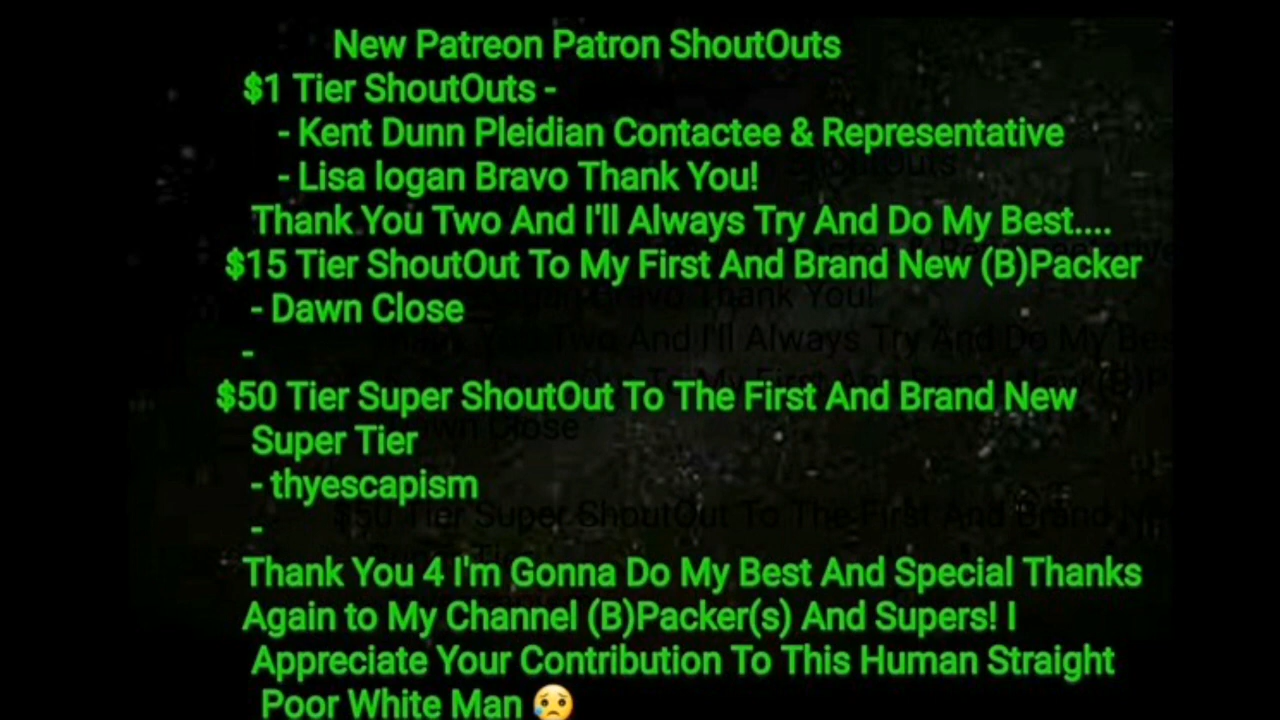 New Patreon Patron ShoutOuts
$1 Tier ShoutOuts -
- Kent Dunn Pleidian Contactee & Representative
- Lisa logan Bravo Thank You!
Thank You Two And I'll Always Try And Do My Best....
$15 Tier ShoutOut To My First And Brand New (B)Packer
- Dawn Close
-
$50 Tier Super ShoutOut To The First And Brand New
Super Tier
- thyescapism
-
Thank You 4 I'm Gonna Do My Best And Special Thanks
Again to My Channel (B)Packer(s) And Supers! I
Appreciate Your Contribution To This Human Straight
Poor White Man 😢